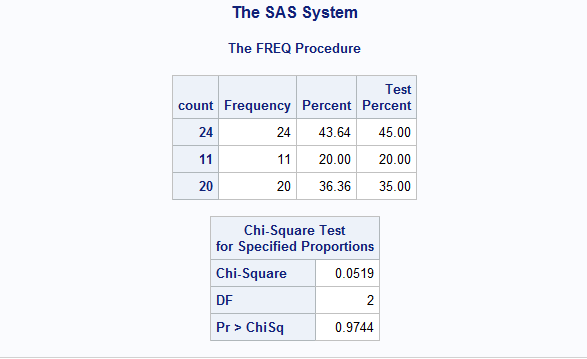 The SAS System
The FREQ Procedure
count Frequency Percent Test Percent
24 24 43.64 45.00
11 11 20.00 20.00
20 20 36.36 35.00
Chi-Square Test
for Specified Proportions
Chi-Square 0.0519
DF 2
Pr > ChiSq 0.9744